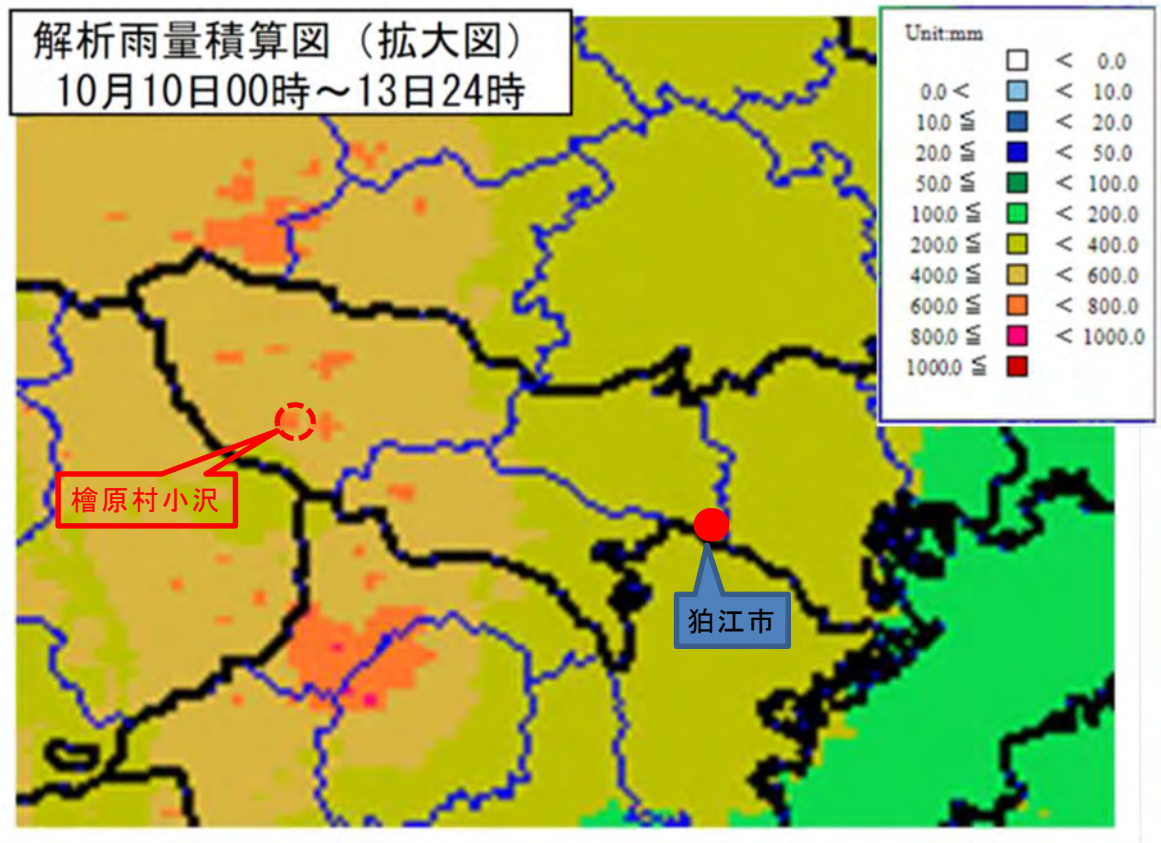 解析雨量積算図（拡大図）
10月10日00時～13日24時
Unit:mm
＜ 0.0
0.0＜ ＜ 10.0
10.0 ≦ ＜ 20.0
20.0 ≦ ＜ 50.0
50.0 ≦ ＜ 100.0
100.0 ≦ ＜ 200.0
200.0 ≦ ＜ 400.0
400.0 ≦ ＜ 600.0
600.0 ≦ ＜ 800.0
800.0 ≦ ＜ 1000.0
1000.0 ≦
檜原村小沢
狛江市